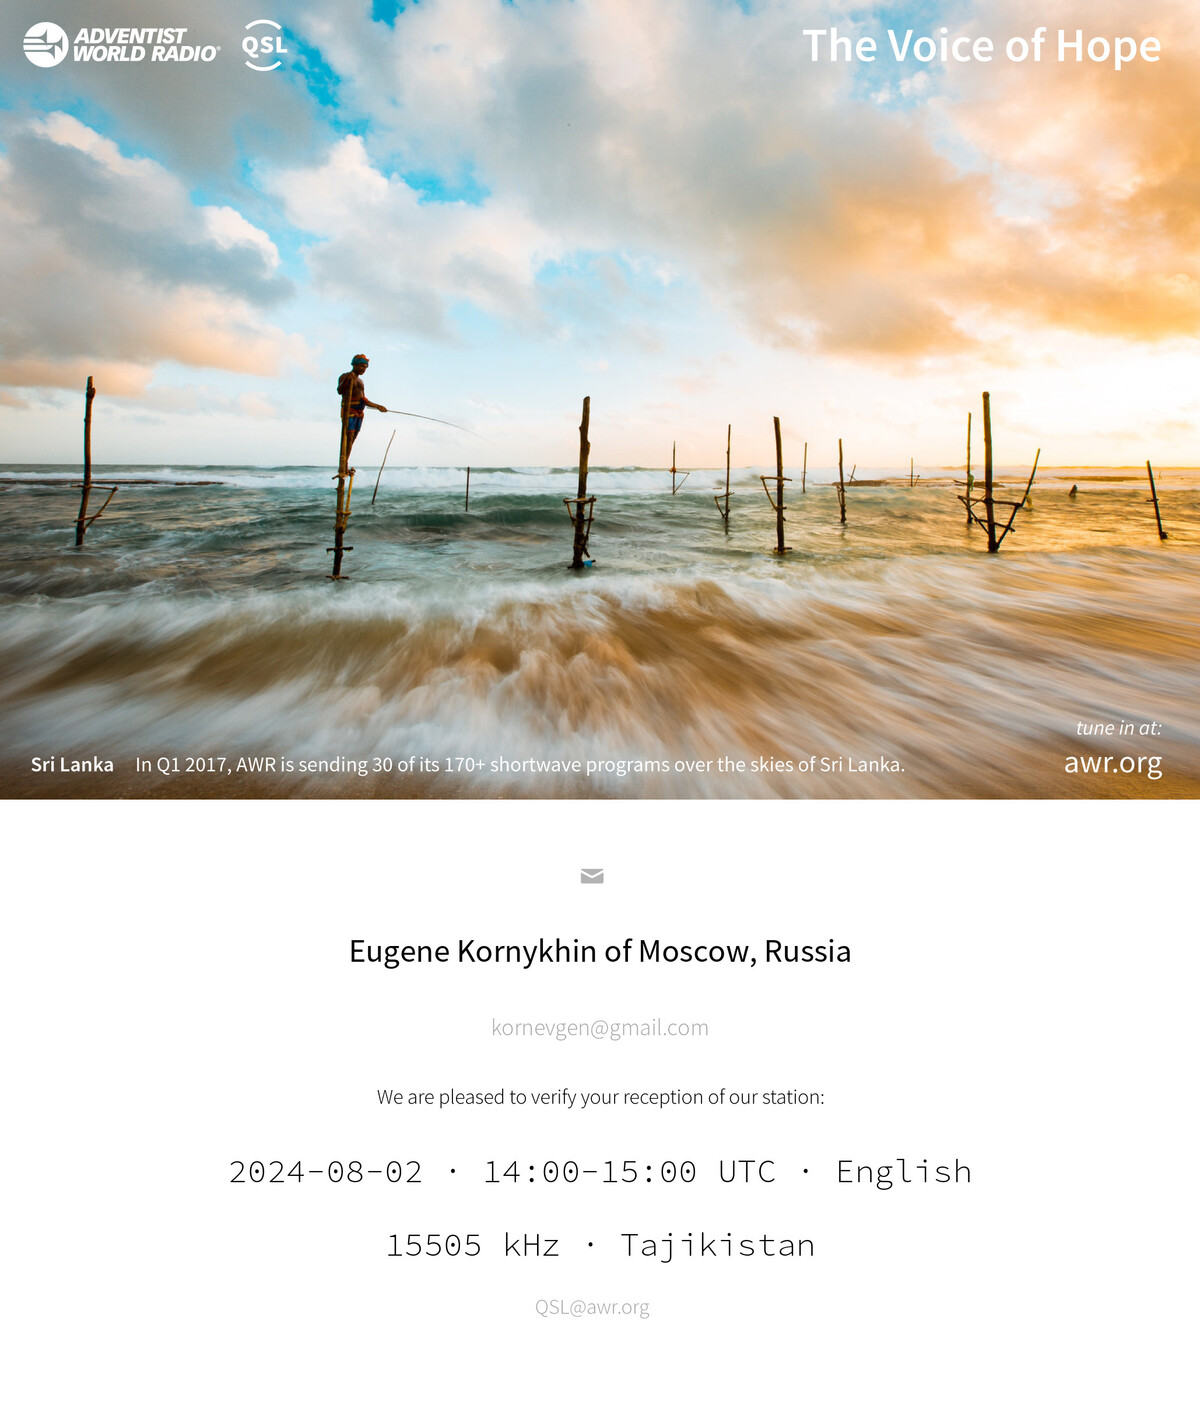 ADVENTIST
WORLD RADIO®
QSL
The Voice of Hope
tune in at:
Sri Lanka In Q1 2017, AWR is sending 30 of its 170+ shortwave programs over the skies of Sri Lanka.
awr.org
Eugene Kornykhin of Moscow, Russia
kornevgen@gmail.com
We are pleased to verify your reception of our station:
2024-08-02 · 14:00-15:00 UTC · English
15505 kHz · Tajikistan
QSL@awr.org